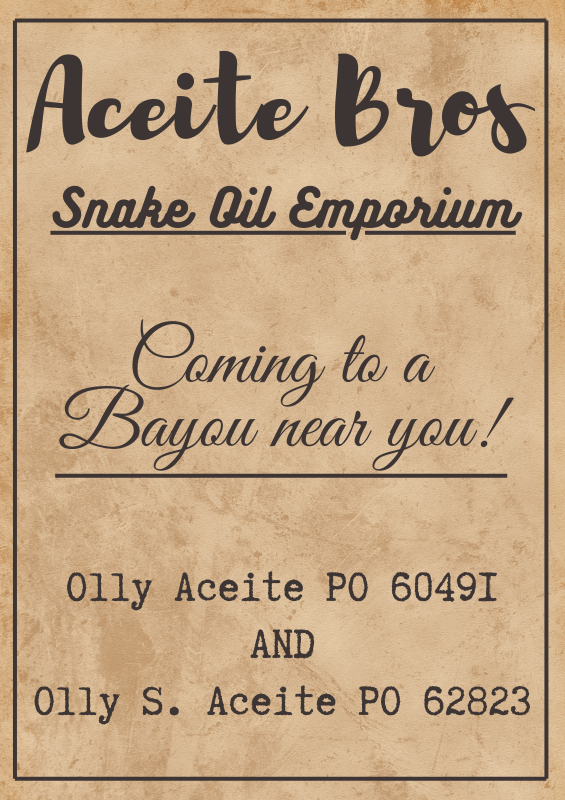 Aceite Bros
Snake Oil Emporium
Coming to a
Bayou near you!
Olly Aceite PO 6049I
AND
Olly S. Aceite PO 62823